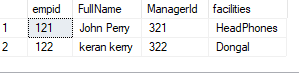 empid FullName ManagerId facilities
1 121 John Perry 321 HeadPhones
2 122 keran kerry 322 Dongal